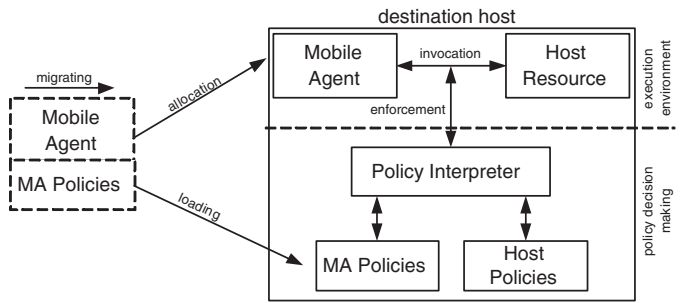 destination host
migrating
Mobile
Agent
MA Policies
allocation
loading
Mobile
Agent
invocation
Host
Resource
enforcement
execution
environment
Policy Interpreter
MA Policies
Host
Policies
policy decision
making